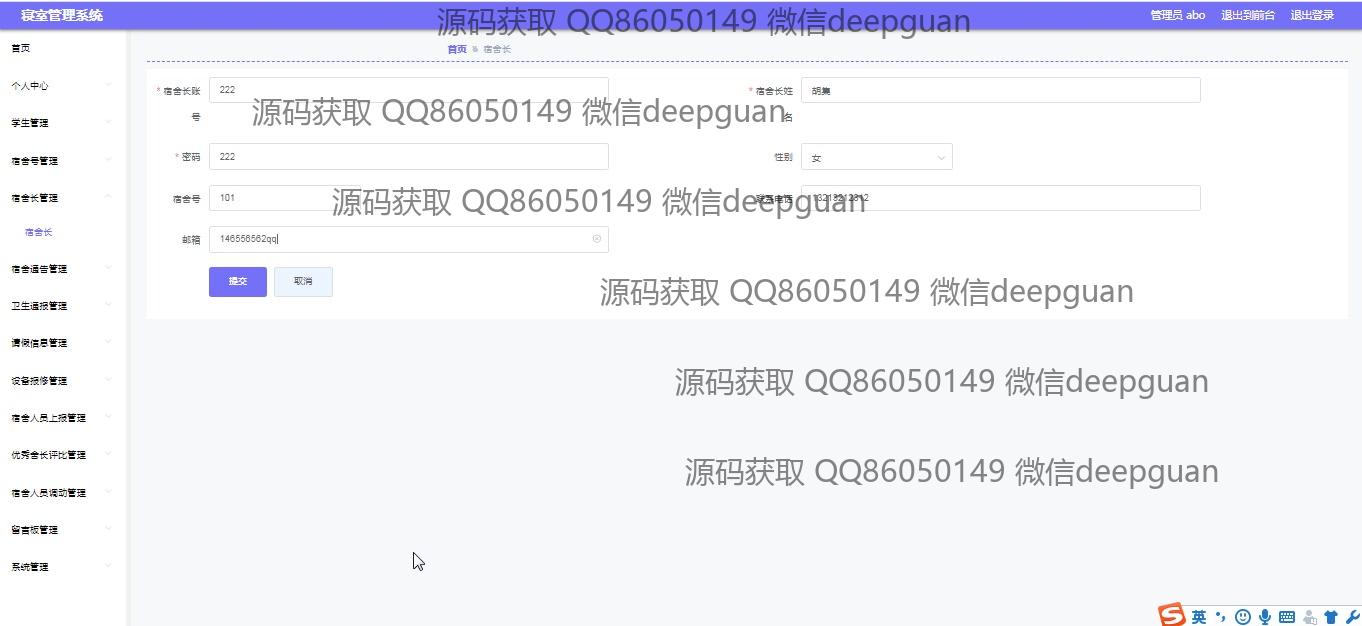 寝室管理系统
源码获取 QQ86050149 微信deepguan
管理员 abo
退出到前台
退出登录
首页
宿舍长
首页
个人中心
学生管理
宿舍号管理
宿舍长管理
宿舍长
宿舍通告管理
卫生通报管理
请假信息管理
设备报修管理
宿舍人员上报管理
优秀舍长评比管理
宿舍人员调动管理
留言板管理
系统管理
* 宿舍长账号
222
* 宿舍长姓名
胡集
源码获取 QQ86050149 微信deepguan
* 密码
222
性别
女
宿舍号
101
联系电话
13213212312
源码获取 QQ86050149 微信deepguan
邮箱
146556562qq
提交
取消
源码获取 QQ86050149 微信deepguan
源码获取 QQ86050149 微信deepguan
源码获取 QQ86050149 微信deepguan
S 英